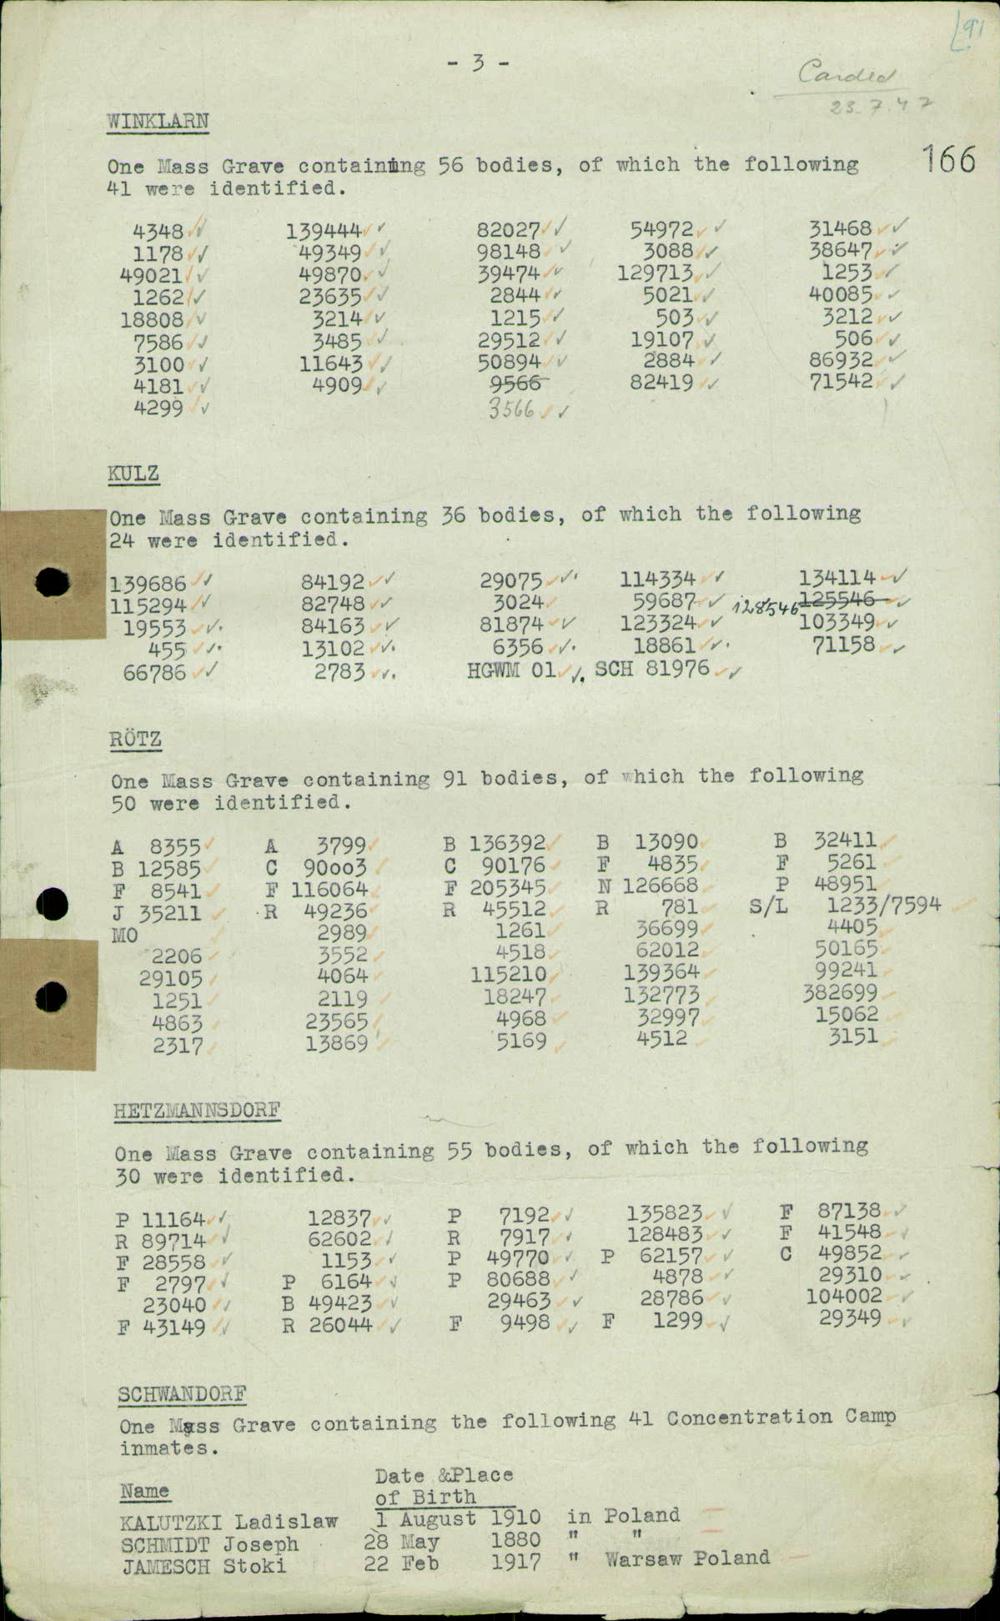 L91
- 3 -
Carded
23.7.47
WINKLARN
166
One Mass Grave containing 56 bodies, of which the following
41 were identified.
4348 139444 82027 54972 31468
1178 49349 98148 3088 38647
49021 49870 39474 129713 1253
1262 23635 2844 5021 40085
18808 3214 1215 503 3212
7586 3485 29512 19107 506
3100 11643 50894 2884 86932
4181 4909 9566 82419 71542
4299 3566
KULZ
One Mass Grave containing 36 bodies, of which the following
24 were identified.
139686 84192 29075 114334 134114
115294 82748 3024 59687 128546 125546
19553 84163 81874 123324 103349
455 13102 6356 18861 71158
66786 2783 HGWM 01 SCH 81976
RÖTZ
One Mass Grave containing 91 bodies, of which the following
50 were identified.
A 8355 A 3799 B 136392 B 13090 B 32411
B 12585 C 90oo3 C 90176 F 4835 F 5261
F 8541 F 116064 F 205345 N 126668 P 48951
J 35211 R 49236 R 45512 R 781 S/L 1233/7594
MO 2989 1261 36699 4405
2206 3552 4518 62012 50165
29105 4064 115210 139364 99241
1251 2119 18247 132773 382699
4863 23565 4968 32997 15062
2317 13869 5169 4512 3151
HETZMANNSDORF
One Mass Grave containing 55 bodies, of which the following
30 were identified.
P 11164 12837 P 7192 135823 F 87138
R 89714 62602 R 7917 128483 F 41548
F 28558 1153 P 49770 P 62157 C 49852
F 2797 P 6164 P 80688 4878 29310
23040 B 49423 29463 28786 104002
F 43149 R 26044 F 9498 F 1299 29349
SCHWANDORF
One Mass Grave containing the following 41 Concentration Camp
inmates.
Name Date &Place
of Birth
KALUTZKI Ladislaw 1 August 1910 in Poland
SCHMIDT Joseph 28 May 1880 " "
JAMESCH Stoki 22 Feb 1917 " Warsaw Poland